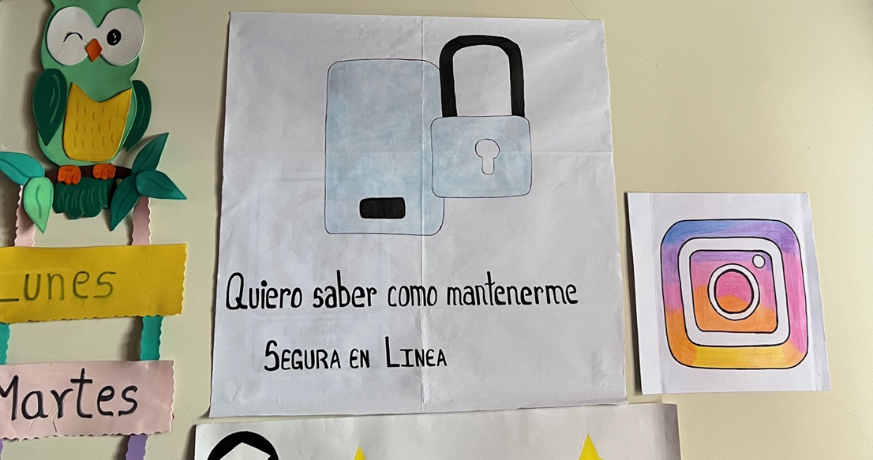 Lunes
Martes
Quiero saber como mantenerme
SEGURA EN LINEA